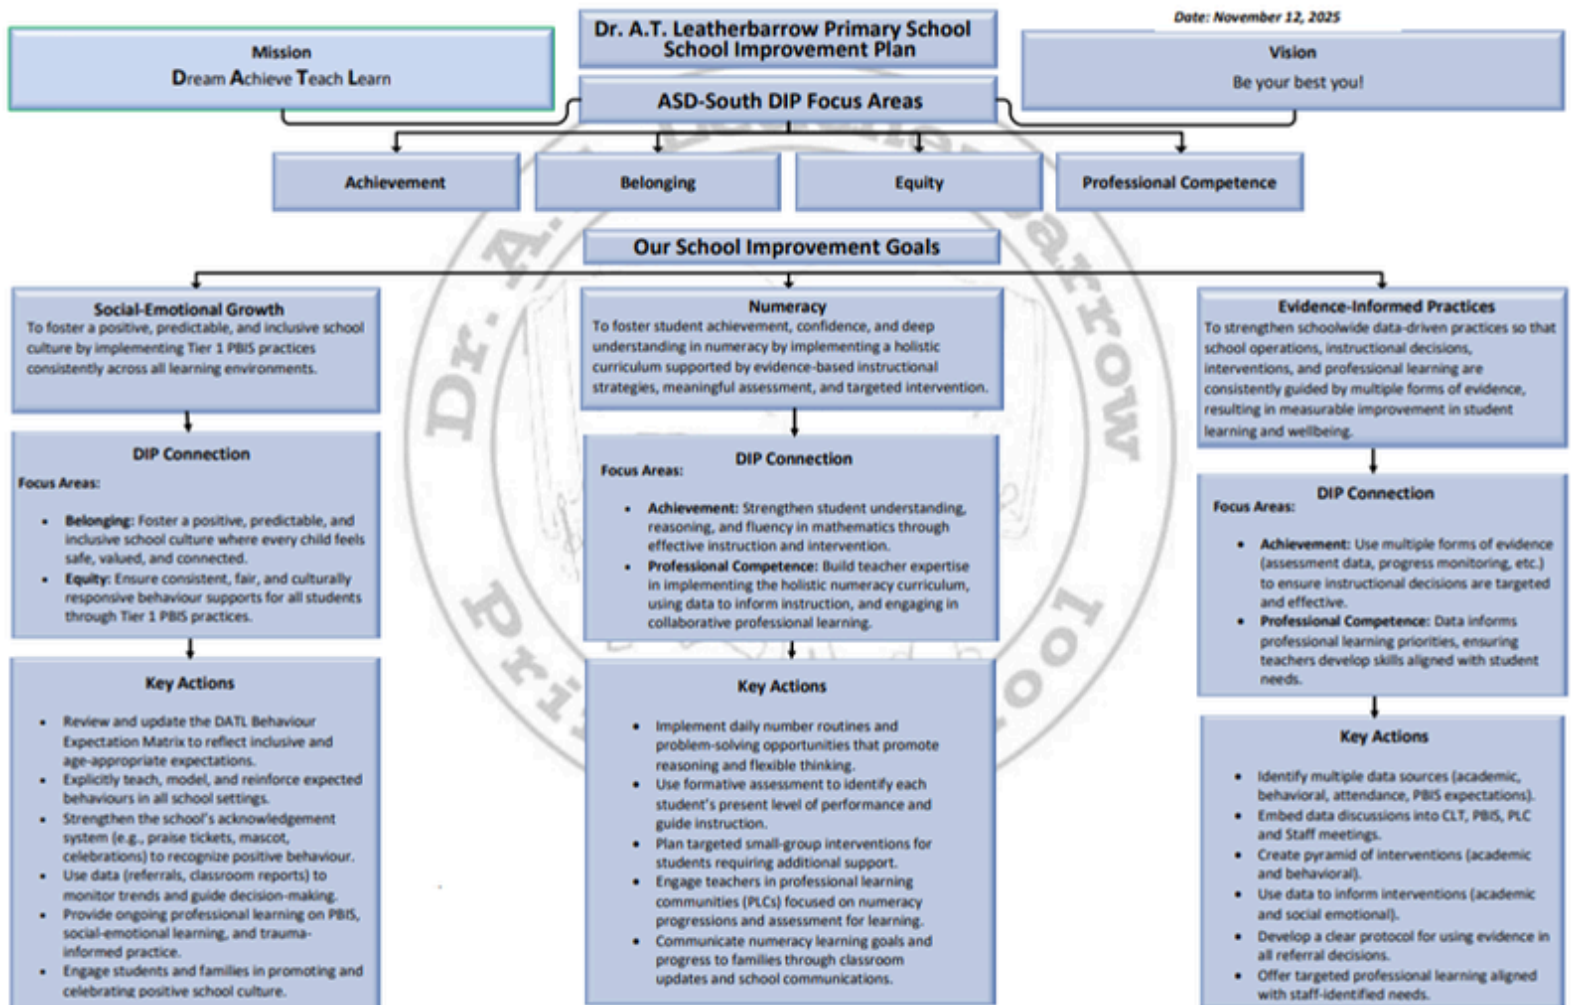 Date: November 12, 2025
Dr. A.T. Leatherbarrow Primary School
School Improvement Plan
Mission
Dream Achieve Teach Learn
Vision
Be your best you!
ASD-South DIP Focus Areas
Achievement
Belonging
Equity
Professional Competence
Our School Improvement Goals
Social-Emotional Growth
To foster a positive, predictable, and inclusive school
culture by implementing Tier 1 PBIS practices
consistently across all learning environments.
DIP Connection
Focus Areas:
• Belonging: Foster a positive, predictable, and
inclusive school culture where every child feels
safe, valued, and connected.
• Equity: Ensure consistent, fair, and culturally
responsive behaviour supports for all students
through Tier 1 PBIS practices.
Key Actions
• Review and update the DATL Behaviour
Expectation Matrix to reflect inclusive and
age-appropriate expectations.
• Explicitly teach, model, and reinforce expected
behaviours in all school settings.
• Strengthen the school's acknowledgement
system (e.g., praise tickets, mascot,
celebrations) to recognize positive behaviour.
• Use data (referrals, classroom reports) to
monitor trends and guide decision-making.
• Provide ongoing professional learning on PBIS,
social-emotional learning, and trauma-
informed practice.
• Engage students and families in promoting and
celebrating positive school culture.
Numeracy
To foster student achievement, confidence, and deep
understanding in numeracy by implementing a holistic
curriculum supported by evidence-based instructional
strategies, meaningful assessment, and targeted intervention.
DIP Connection
Focus Areas:
• Achievement: Strengthen student understanding,
reasoning, and fluency in mathematics through
effective instruction and intervention.
• Professional Competence: Build teacher expertise
in implementing the holistic numeracy curriculum,
using data to inform instruction, and engaging in
collaborative professional learning.
Key Actions
• Implement daily number routines and
problem-solving opportunities that promote
reasoning and flexible thinking.
• Use formative assessment to identify each
student's present level of performance and
guide instruction.
• Plan targeted small-group interventions for
students requiring additional support.
• Engage teachers in professional learning
communities (PLCs) focused on numeracy
progressions and assessment for learning.
• Communicate numeracy learning goals and
progress to families through classroom
updates and school communications.
Evidence-Informed Practices
To strengthen schoolwide data-driven practices so that
school operations, instructional decisions,
interventions, and professional learning are
consistently guided by multiple forms of evidence,
resulting in measurable improvement in student
learning and wellbeing.
DIP Connection
Focus Areas:
• Achievement: Use multiple forms of evidence
(assessment data, progress monitoring, etc.)
to ensure instructional decisions are targeted
and effective.
• Professional Competence: Data informs
professional learning priorities, ensuring
teachers develop skills aligned with student
needs.
Key Actions
• Identify multiple data sources (academic,
behavioral, attendance, PBIS expectations).
• Embed data discussions into CLT, PBIS, PLC
and Staff meetings.
• Create pyramid of interventions (academic
and behavioral).
• Use data to inform interventions (academic
and social emotional).
• Develop a clear protocol for using evidence in
all referral decisions.
• Offer targeted professional learning aligned
with staff-identified needs.